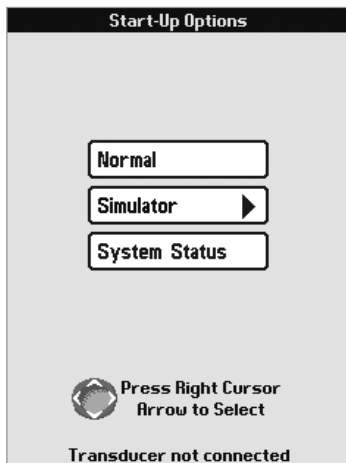 Start-Up Options
Normal
Simulator
System Status
Press Right Cursor
Arrow to Select
Transducer not connected